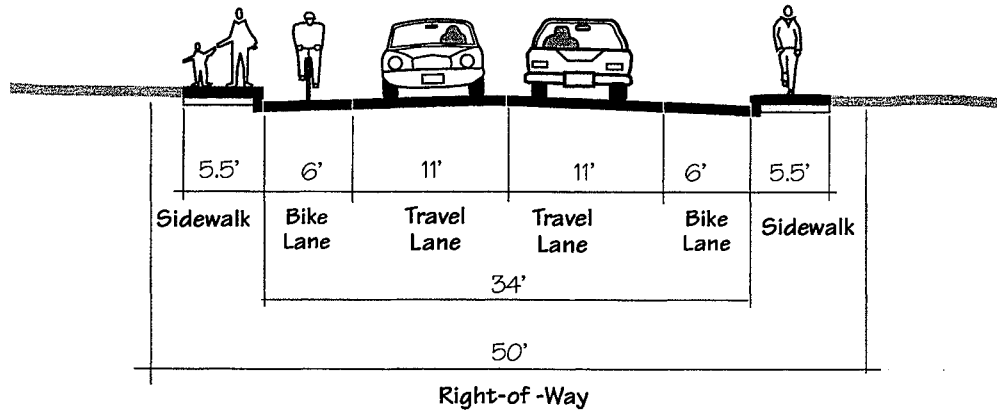 5.5' 6' 11' 11' 6' 5.5'
Sidewalk Bike Lane Travel Lane Travel Lane Bike Lane Sidewalk
34'
50'
Right-of -Way